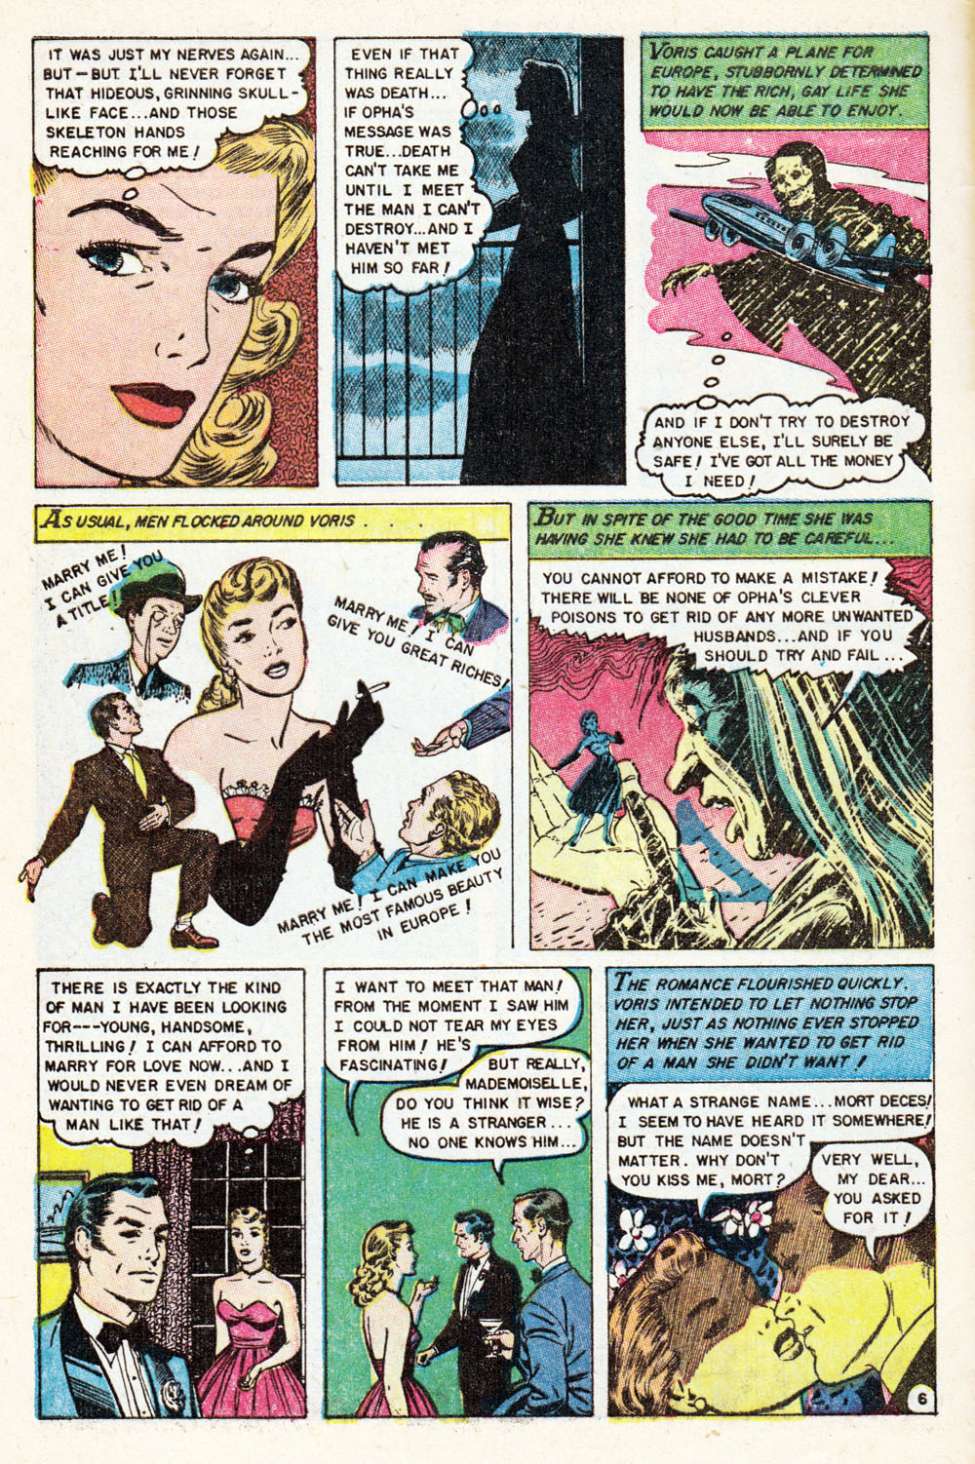 IT WAS JUST MY NERVES AGAIN...
BUT-BUT I'LL NEVER FORGET
THAT HIDEOUS, GRINNING SKULL-
LIKE FACE...AND THOSE
SKELETON HANDS
REACHING FOR ME!
EVEN IF THAT
THING REALLY
WAS DEATH...
IF OPHA'S
MESSAGE WAS
TRUE...DEATH
CAN'T TAKE ME
UNTIL I MEET
THE MAN I CAN'T
DESTROY...AND I
HAVEN'T MET
HIM SO FAR!
VORIS CAUGHT A PLANE FOR
EUROPE, STUBBORNLY DETERMINED
TO HAVE THE RICH, GAY LIFE SHE
WOULD NOW BE ABLE TO ENJOY.
AND IF I DON'T TRY TO DESTROY
ANYONE ELSE, I'LL SURELY BE
SAFE! I'VE GOT ALL THE MONEY
I NEED!
AS USUAL, MEN FLOCKED AROUND VORIS . . . .
MARRY ME!
I CAN GIVE YOU
A TITLE!
MARRY ME! I CAN
GIVE YOU GREAT RICHES!
MARRY ME! I CAN MAKE YOU
THE MOST FAMOUS BEAUTY
IN EUROPE!
BUT IN SPITE OF THE GOOD TIME SHE WAS
HAVING SHE KNEW SHE HAD TO BE CAREFUL...
YOU CANNOT AFFORD TO MAKE A MISTAKE!
THERE WILL BE NONE OF OPHA'S CLEVER
POISONS TO GET RID OF ANY MORE UNWANTED
HUSBANDS...AND IF YOU
SHOULD TRY AND FAIL...
THERE IS EXACTLY THE KIND
OF MAN I HAVE BEEN LOOKING
FOR---YOUNG, HANDSOME,
THRILLING! I CAN AFFORD TO
MARRY FOR LOVE NOW...AND I
WOULD NEVER EVEN DREAM OF
WANTING TO GET RID OF A
MAN LIKE THAT!
I WANT TO MEET THAT MAN!
FROM THE MOMENT I SAW HIM
I COULD NOT TEAR MY EYES
FROM HIM! HE'S
FASCINATING!
BUT REALLY,
MADEMOISELLE,
DO YOU THINK IT WISE?
HE IS A STRANGER...
NO ONE KNOWS HIM...
THE ROMANCE FLOURISHED QUICKLY.
VORIS INTENDED TO LET NOTHING STOP
HER, JUST AS NOTHING EVER STOPPED
HER WHEN SHE WANTED TO GET RID
OF A MAN SHE DIDN'T WANT!
WHAT A STRANGE NAME...MORT DECES!
I SEEM TO HAVE HEARD IT SOMEWHERE!
BUT THE NAME DOESN'T
MATTER. WHY DON'T
YOU KISS ME, MORT?
VERY WELL,
MY DEAR...
YOU ASKED
FOR IT!
6